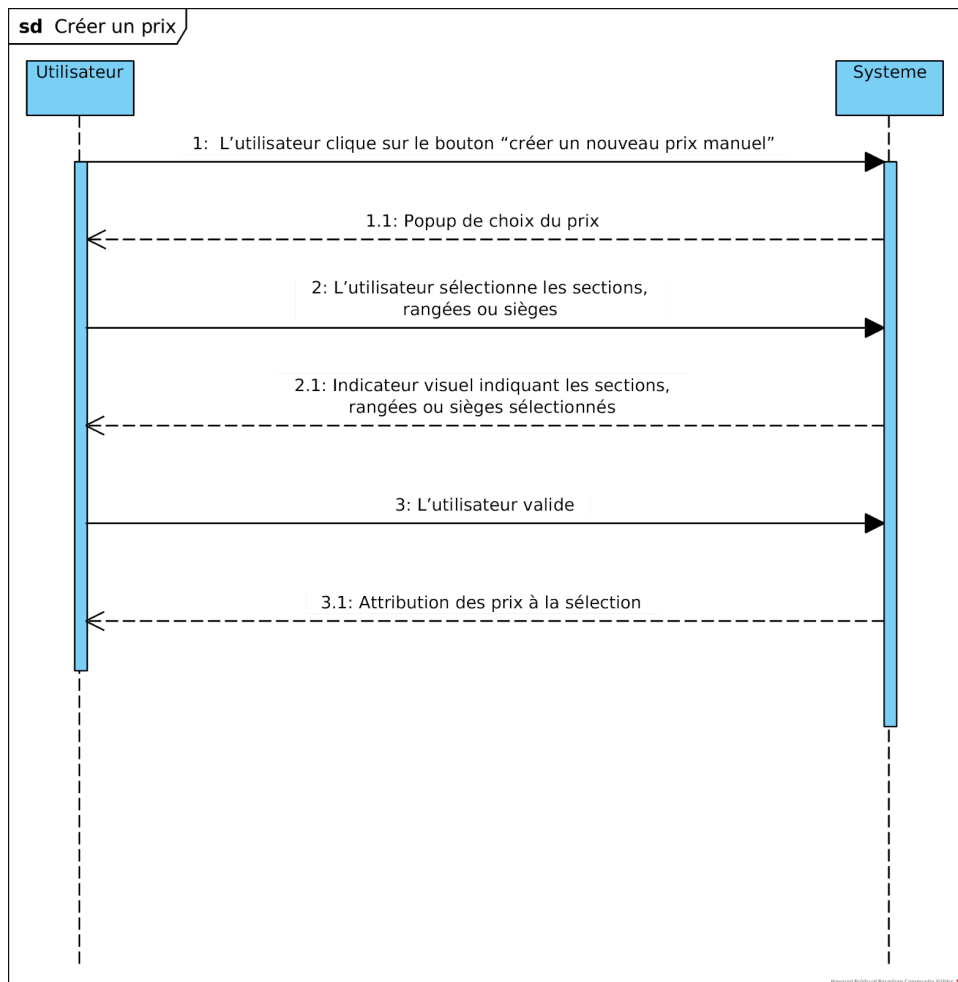 sd Créer un prix
Utilisateur
Systeme
1:  L’utilisateur clique sur le bouton “créer un nouveau prix manuel”
1.1: Popup de choix du prix
2: L’utilisateur sélectionne les sections,
rangées ou sièges
2.1: Indicateur visuel indiquant les sections,
rangées ou sièges sélectionnés
3: L’utilisateur valide
3.1: Attribution des prix à la sélection